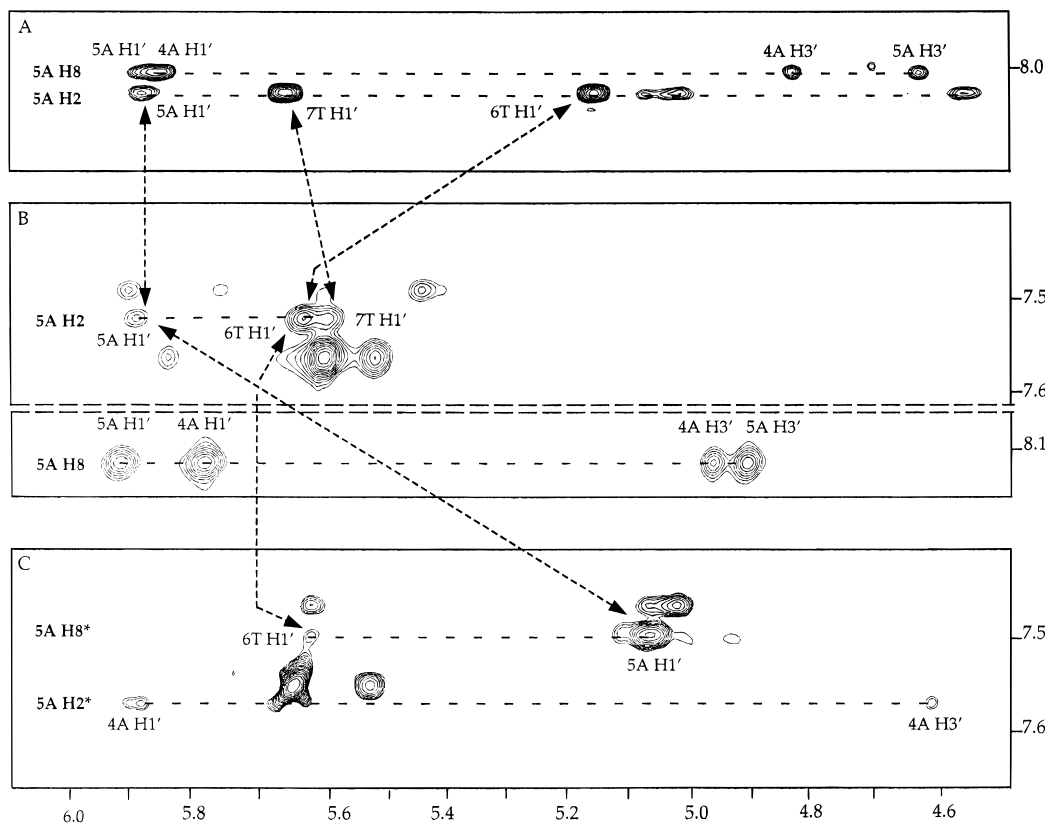 A
5A H1′ 4A H1′ 4A H3′ 5A H3′
5A H8 8.0
5A H2
5A H1′ 7T H1′ 6T H1′
B
7.5
5A H2
5A H1′ 6T H1′ 7T H1′
7.6
5A H1′ 4A H1′ 4A H3′ 5A H3′
5A H8 8.1
C
5A H8* 6T H1′ 7.5
5A H1′
5A H2*
4A H1′ 4A H3′
7.6
6.0 5.8 5.6 5.2 5.0 4.8 4.6